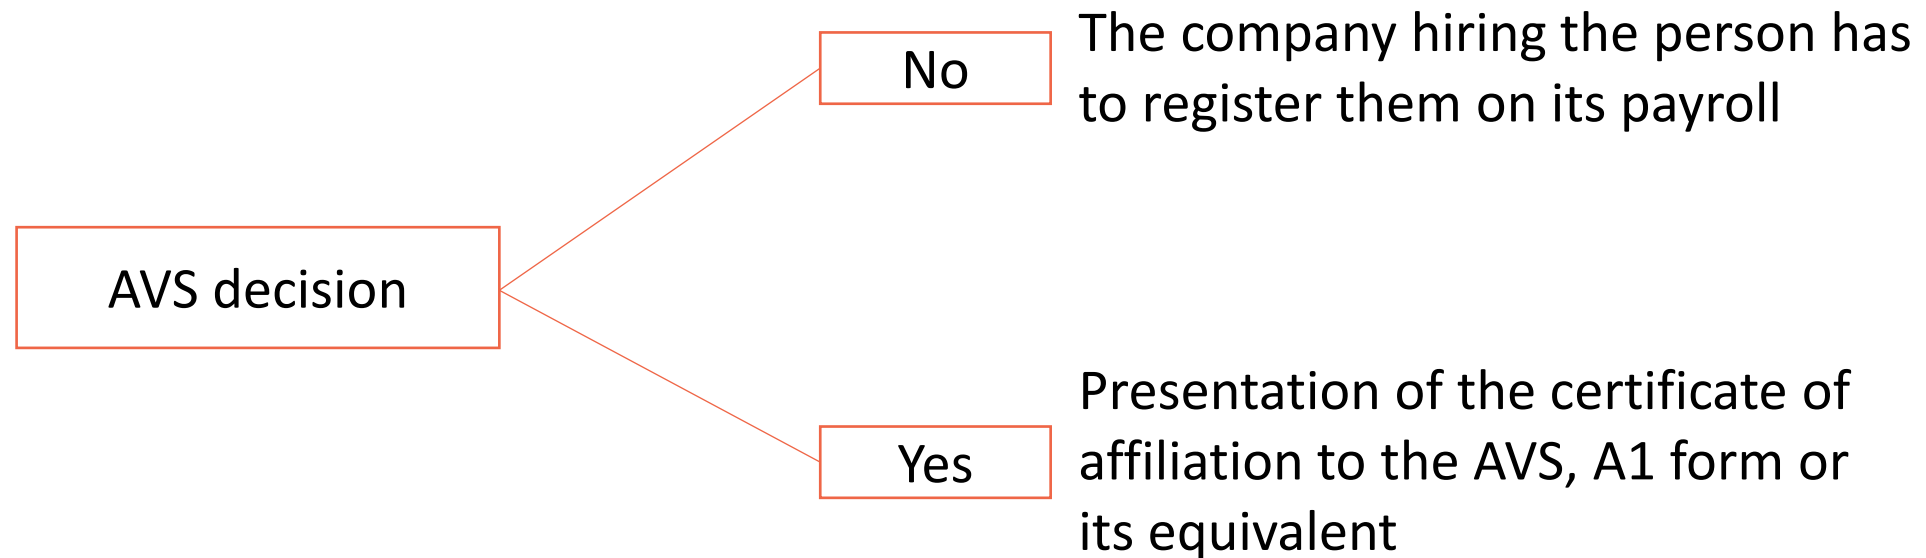 The company hiring the person has
to register them on its payroll
No
AVS decision
Presentation of the certificate of
affiliation to the AVS, A1 form or
its equivalent
Yes